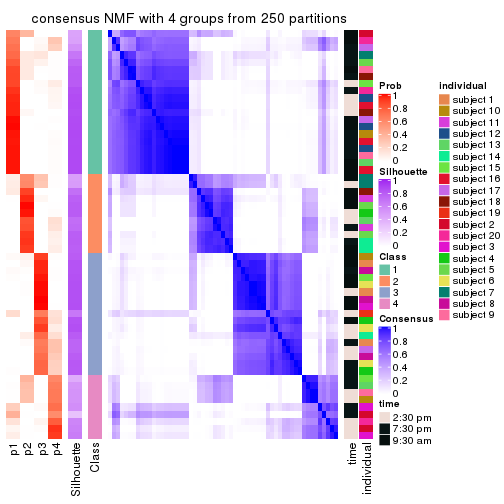 consensus NMF with 4 groups from 250 partitions
p1
p2
p3
p4
Silhouette
Class
time
individual
Prob
1
0.8
0.6
0.4
0.2
0
Silhouette
1
0.8
0.6
0.4
0.2
0
Class
1
2
3
4
Consensus
1
0.8
0.6
0.4
0.2
0
time
2:30 pm
7:30 pm
9:30 am
Individual
subject 1
subject 10
subject 11
subject 12
subject 13
subject 14
subject 15
subject 16
subject 17
subject 18
subject 19
subject 2
subject 20
subject 3
subject 4
subject 5
subject 6
subject 7
subject 8
subject 9